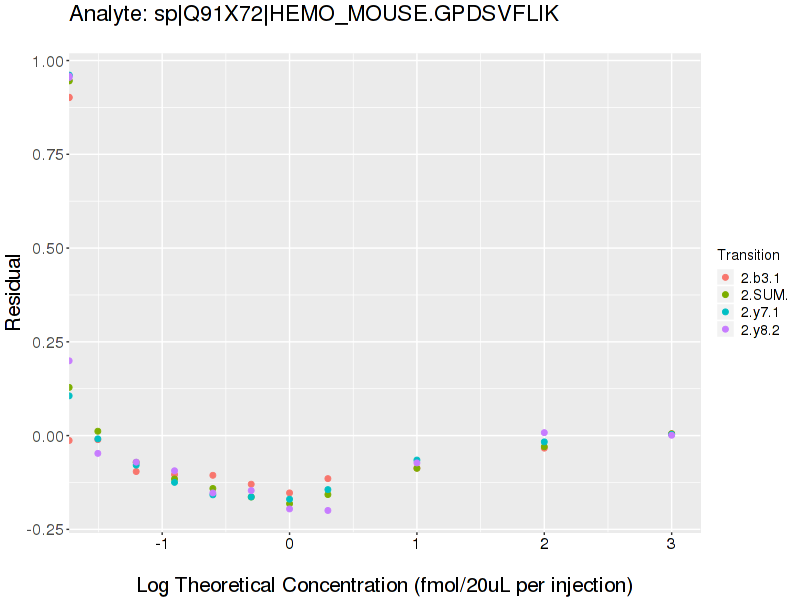 Analyte: sp|Q91X72|HEMO_MOUSE.GPDSVFLIK
1.00
0.75
0.50
0.25
0.00
-0.25
Residual
-1
0
1
2
3
Log Theoretical Concentration (fmol/20uL per injection)
Transition
2.b3.1
2.SUM.
2.y7.1
2.y8.2